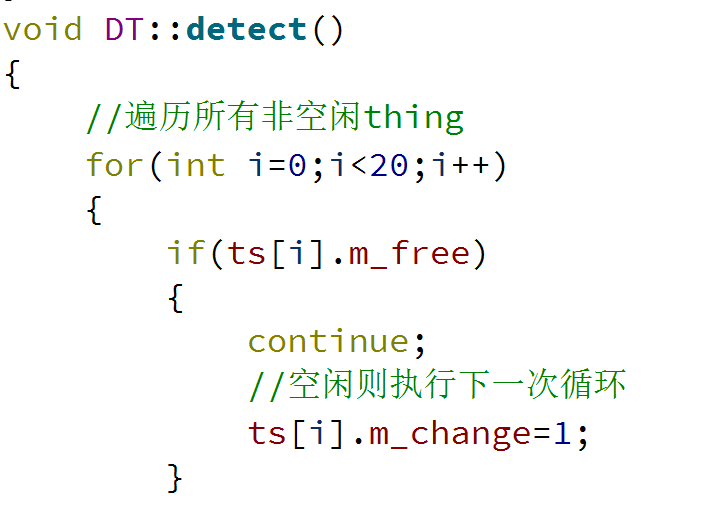 void DT::detect()
{
    //遍历所有非空闲thing
    for(int i=0;i<20;i++)
    {
        if(ts[i].m_free)
        {
            continue;
            //空闲则执行下一次循环
            ts[i].m_change=1;
        }